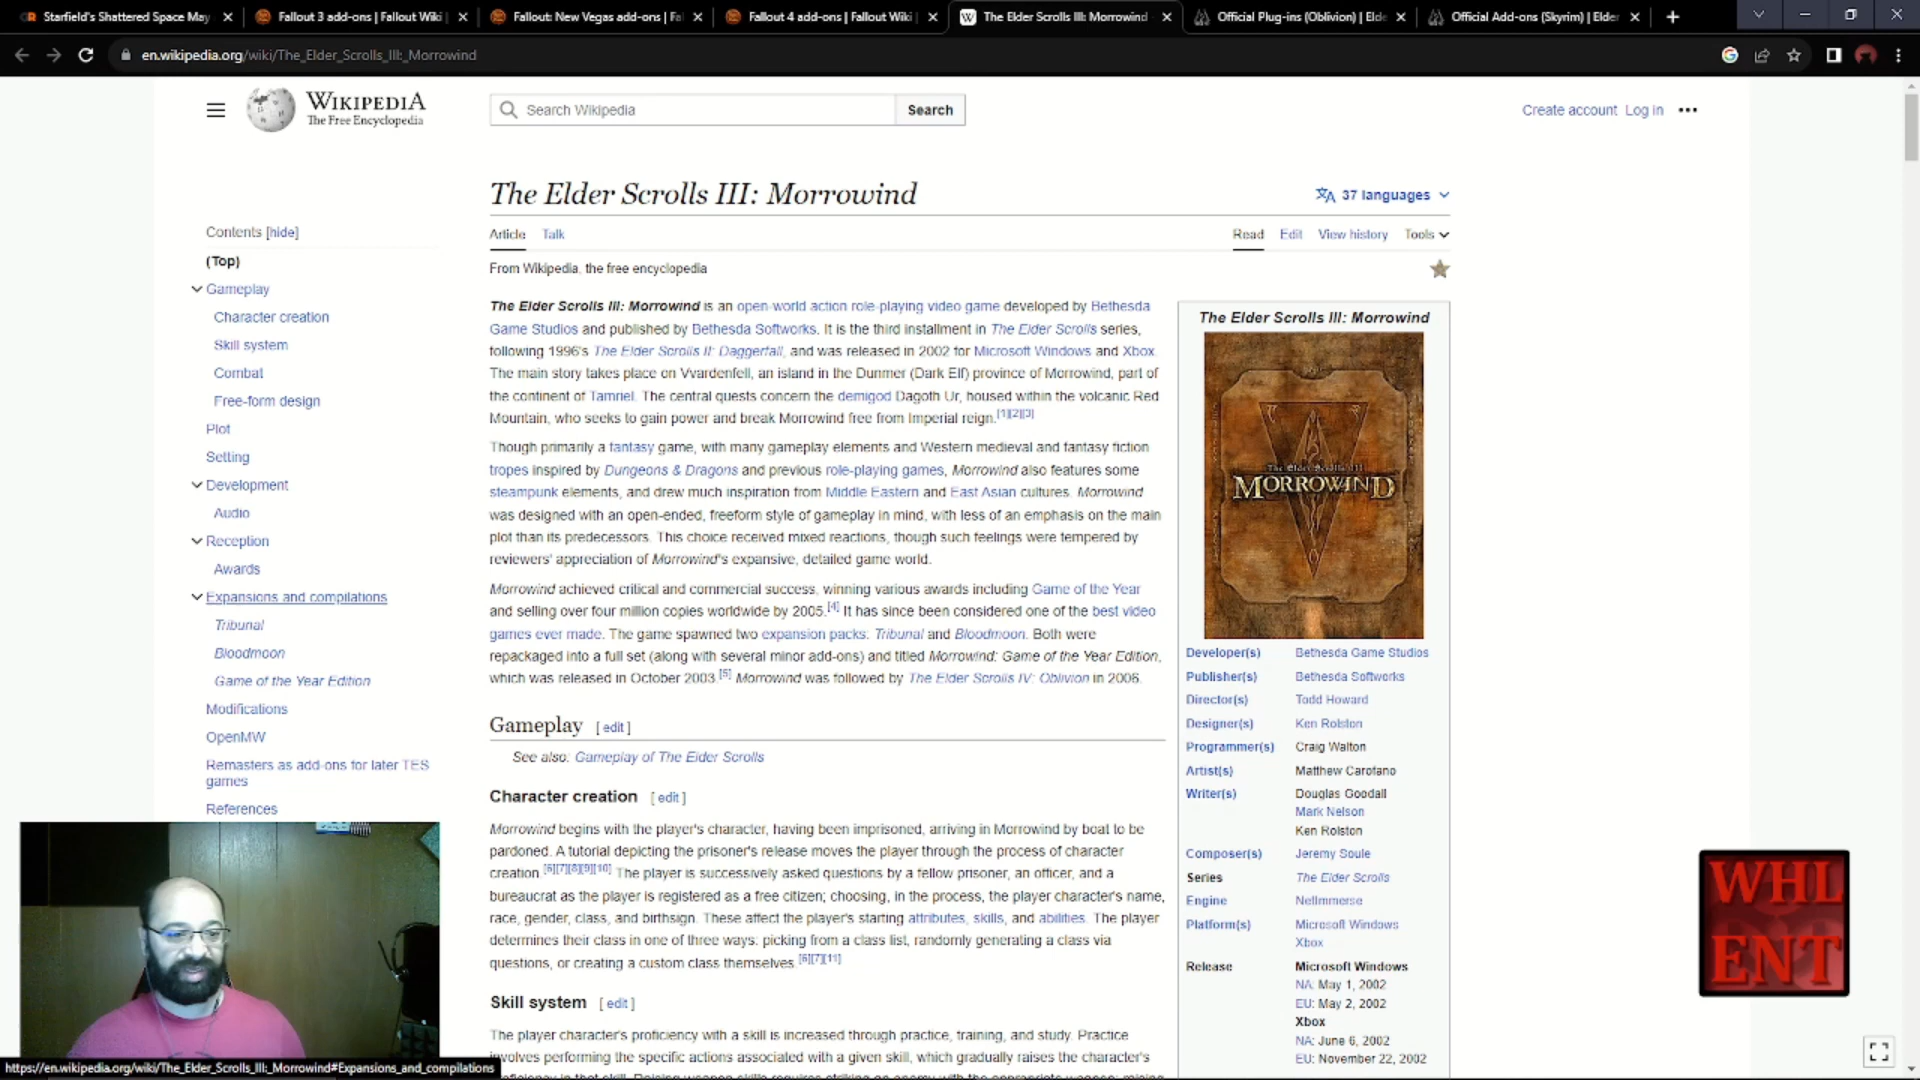 Starfield's Shattered Space May
Fallout 3 add-ons | Fallout Wiki
Fallout: New Vegas add-ons | Fal
Fallout 4 add-ons | Fallout Wiki
The Elder Scrolls III: Morrowind
Official Plug-ins (Oblivion) | Elde
Official Add-ons (Skyrim) | Elder
en.wikipedia.org/wiki/The_Elder_Scrolls_III:_Morrowind
WIKIPEDIA
The Free Encyclopedia
Search Wikipedia
Search
Create account Log in
The Elder Scrolls III: Morrowind
37 languages
Article Talk
Read Edit View history Tools
From Wikipedia, the free encyclopedia
Contents [hide]
(Top)
Gameplay
Character creation
Skill system
Combat
Free-form design
Plot
Setting
Development
Audio
Reception
Awards
Expansions and compilations
Tribunal
Bloodmoon
Game of the Year Edition
Modifications
OpenMW
Remasters as add-ons for later TES
games
References
The Elder Scrolls III: Morrowind is an open-world action role-playing video game developed by Bethesda
Game Studios and published by Bethesda Softworks. It is the third installment in The Elder Scrolls series,
following 1996's The Elder Scrolls II: Daggerfall, and was released in 2002 for Microsoft Windows and Xbox.
The main story takes place on Vvardenfell, an island in the Dunmer (Dark Elf) province of Morrowind, part of
the continent of Tamriel. The central quests concern the demigod Dagoth Ur, housed within the volcanic Red
Mountain, who seeks to gain power and break Morrowind free from Imperial reign.[1][2][3]
Though primarily a fantasy game, with many gameplay elements and Western medieval and fantasy fiction
tropes inspired by Dungeons & Dragons and previous role-playing games, Morrowind also features some
steampunk elements, and drew much inspiration from Middle Eastern and East Asian cultures. Morrowind
was designed with an open-ended, freeform style of gameplay in mind, with less of an emphasis on the main
plot than its predecessors. This choice received mixed reactions, though such feelings were tempered by
reviewers' appreciation of Morrowind's expansive, detailed game world.
Morrowind achieved critical and commercial success, winning various awards including Game of the Year
and selling over four million copies worldwide by 2005.[4] It has since been considered one of the best video
games ever made. The game spawned two expansion packs: Tribunal and Bloodmoon. Both were
repackaged into a full set (along with several minor add-ons) and titled Morrowind: Game of the Year Edition,
which was released in October 2003.[5] Morrowind was followed by The Elder Scrolls IV: Oblivion in 2006.
Gameplay [ edit ]
See also: Gameplay of The Elder Scrolls
Character creation [ edit ]
Morrowind begins with the player's character, having been imprisoned, arriving in Morrowind by boat to be
pardoned. A tutorial depicting the prisoner's release moves the player through the process of character
creation.[6][7][8][9][10] The player is successively asked questions by a fellow prisoner, an officer, and a
bureaucrat as the player is registered as a free citizen; choosing, in the process, the player character's name,
race, gender, class, and birthsign. These affect the player's starting attributes, skills, and abilities. The player
determines their class in one of three ways: picking from a class list, randomly generating a class via
questions, or creating a custom class themselves.[6][7][11]
Skill system [ edit ]
The player character's proficiency with a skill is increased through practice, training, and study. Practice
involves performing the specific actions associated with a given skill, which gradually raises the character's
The Elder Scrolls III: Morrowind
The Elder Scrolls III
MORROWIND
Developer(s) Bethesda Game Studios
Publisher(s) Bethesda Softworks
Director(s) Todd Howard
Designer(s) Ken Rolston
Programmer(s) Craig Walton
Artist(s) Matthew Carofano
Writer(s) Douglas Goodall
Mark Nelson
Ken Rolston
Composer(s) Jeremy Soule
Series The Elder Scrolls
Engine NetImmerse
Platform(s) Microsoft Windows
Xbox
Release Microsoft Windows
NA: May 1, 2002
EU: May 2, 2002
Xbox
NA: June 6, 2002
EU: November 22, 2002
WHL
ENT
https://en.wikipedia.org/wiki/The_Elder_Scrolls_III:_Morrowind#Expansions_and_compilations